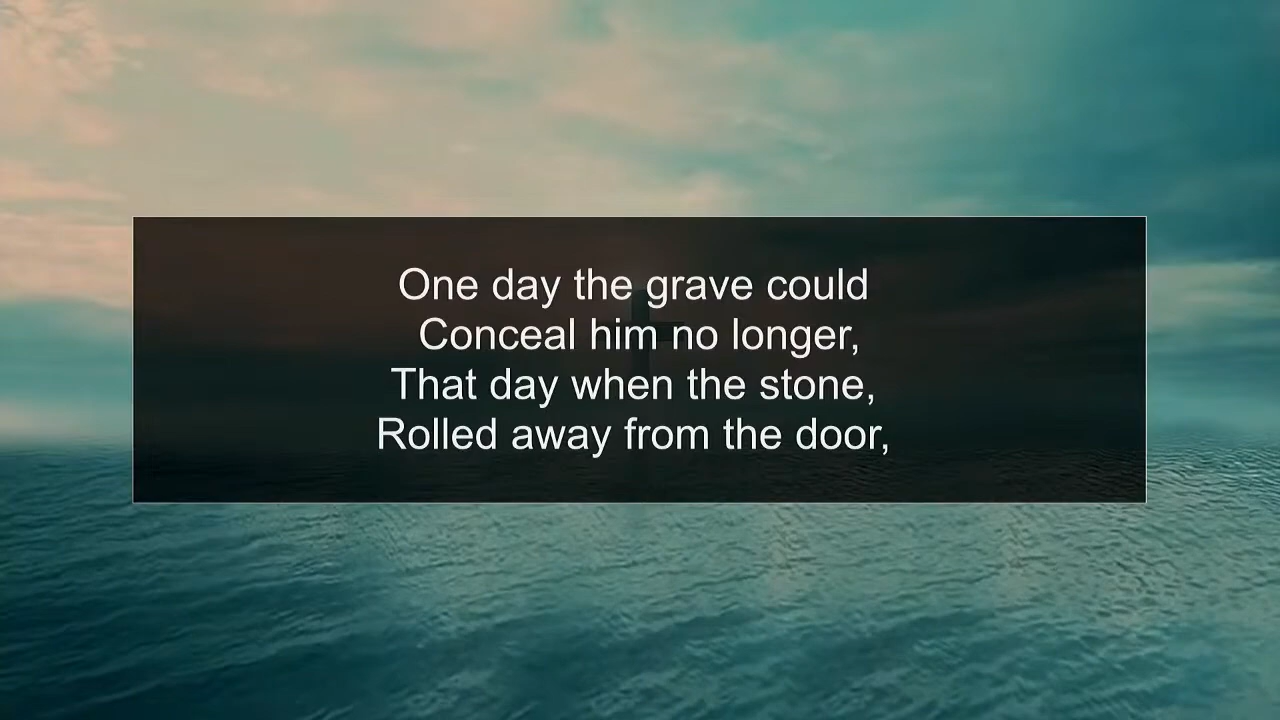 One day the grave could
Conceal him no longer,
That day when the stone,
Rolled away from the door,